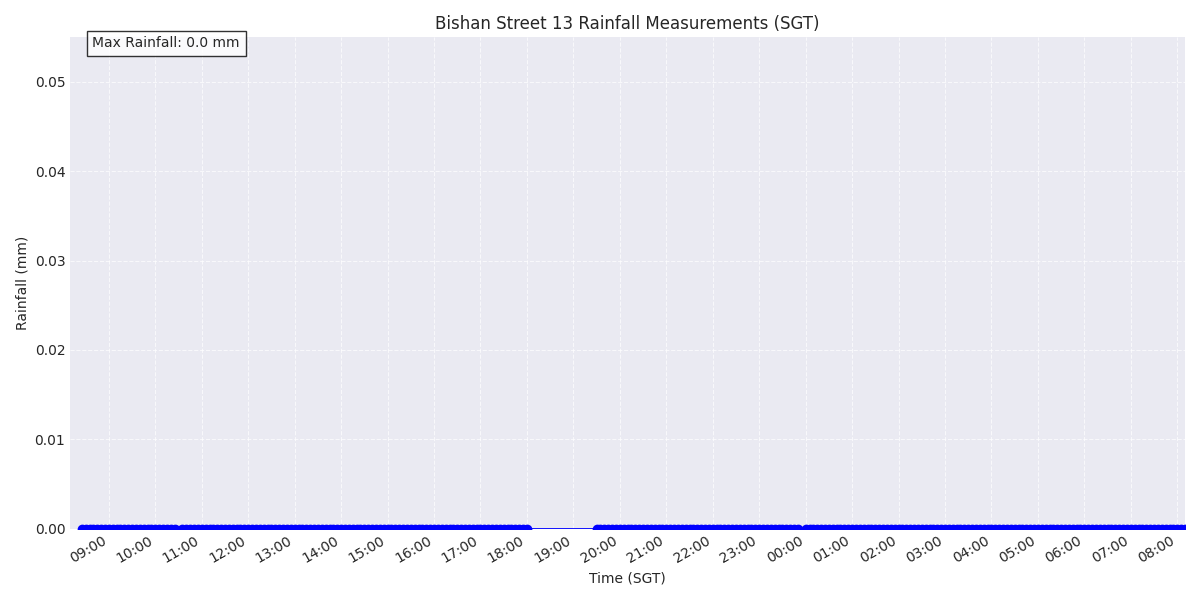 Bishan Street 13 Rainfall Measurements (SGT)
Max Rainfall: 0.0 mm
0.05
0.04
0.03
0.02
0.01
0.00
Rainfall (mm)
09:00 10:00 11:00 12:00 13:00 14:00 15:00 16:00 17:00 18:00 19:00 20:00 21:00 22:00 23:00 00:00 01:00 02:00 03:00 04:00 05:00 06:00 07:00 08:00
Time (SGT)